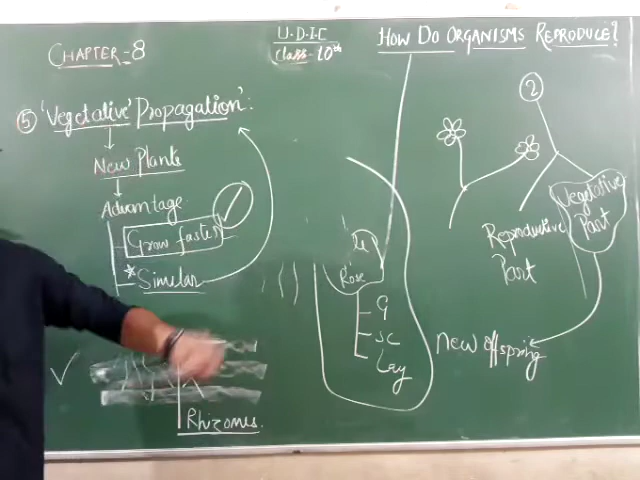 CHAPTER-8
U.D.I.C
Class-10th
HOW DO ORGANISMS REPRODUCE?
⑤ 'Vegetative' Propagation':
New Plants
Advantage
Grow faster
*Similar
Rhizomes
Rose
G
SC
Lay
②
Vegetative
Part
Reproductive
Part
new offspring